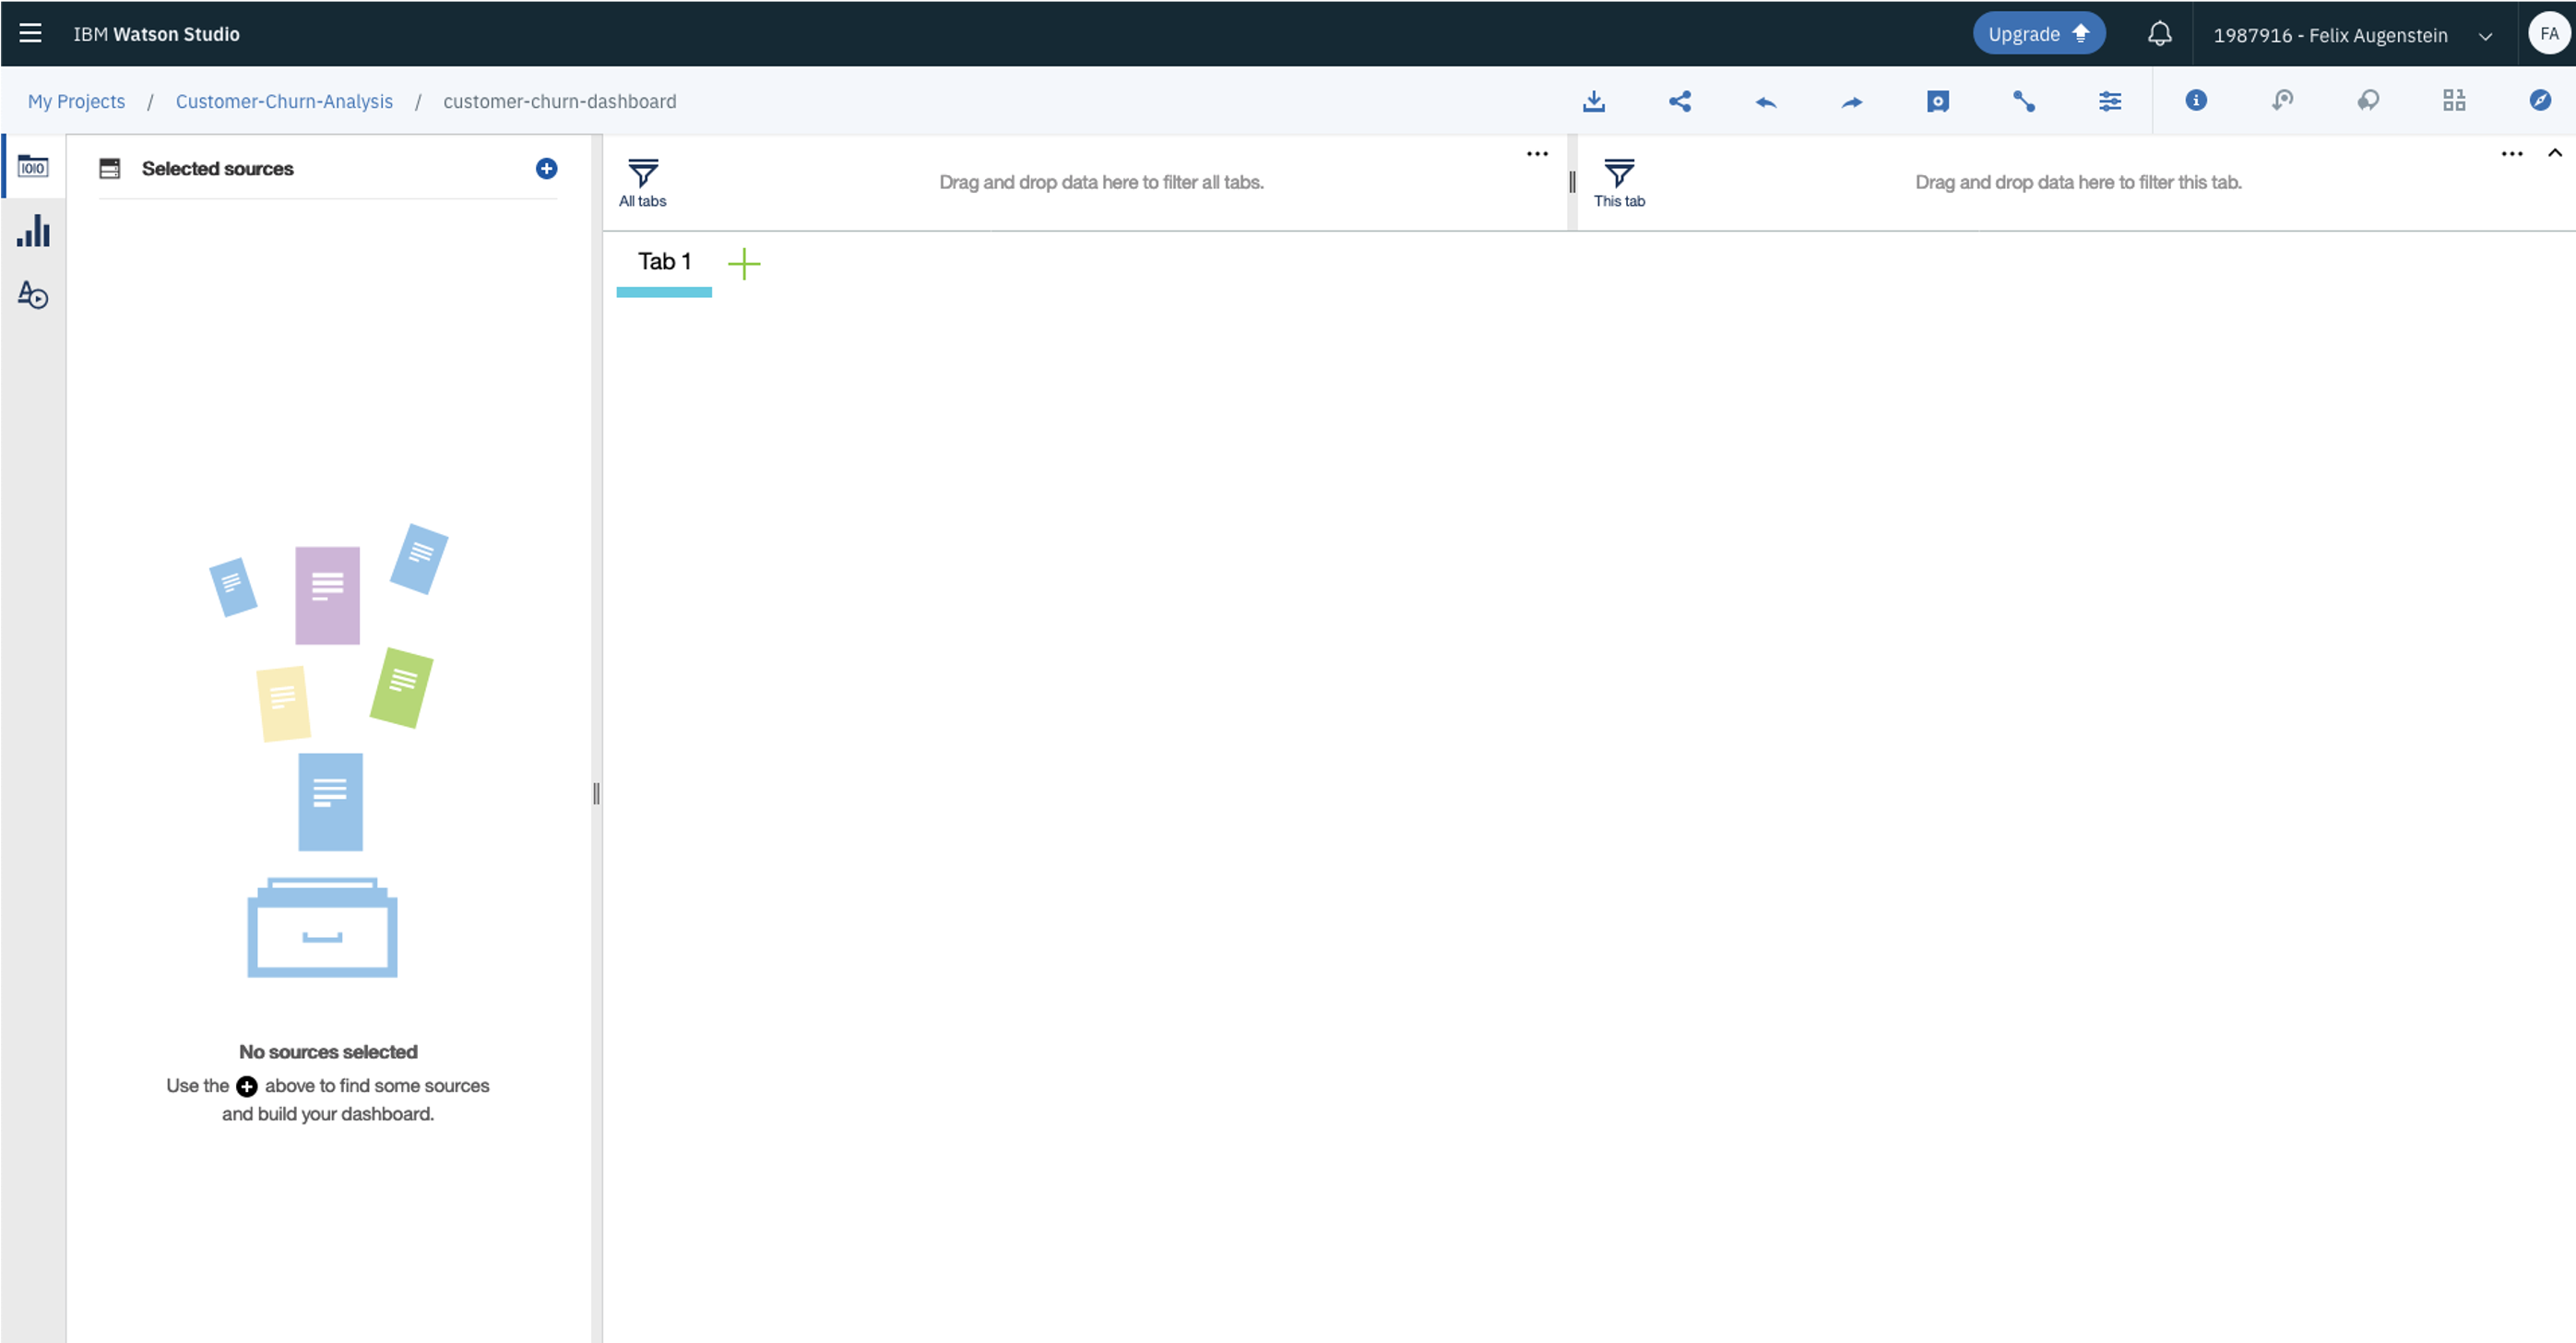 IBM Watson Studio
Upgrade
1987916 - Felix Augenstein
FA
My Projects / Customer-Churn-Analysis / customer-churn-dashboard
Selected sources
All tabs
Drag and drop data here to filter all tabs.
This tab
Drag and drop data here to filter this tab.
Tab 1
No sources selected
Use the + above to find some sources
and build your dashboard.